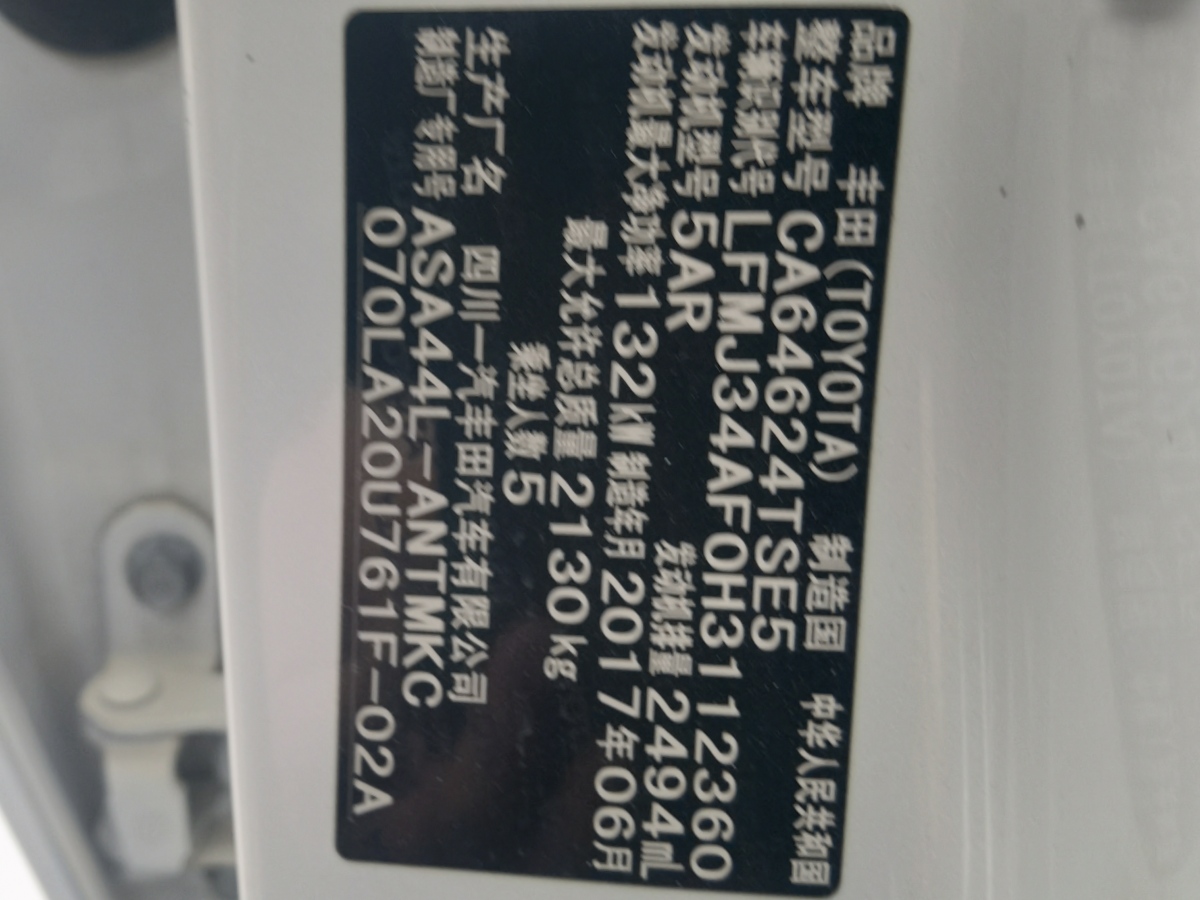 品牌 丰田(TOYOTA) 制造国 中华人民共和国
整车型号 CA64624TSE5
车辆识别代号 LFMJ34AF0H3112360
发动机型号 5AR 发动机排量 2494mL
发动机最大净功率 132kW 制造年月 2017年06月
最大允许总质量 2130kg
乘坐人数 5
生产厂名 四川一汽丰田汽车有限公司
制造厂专用号 ASA44L-ANTMKC
070LA20U761F-02A